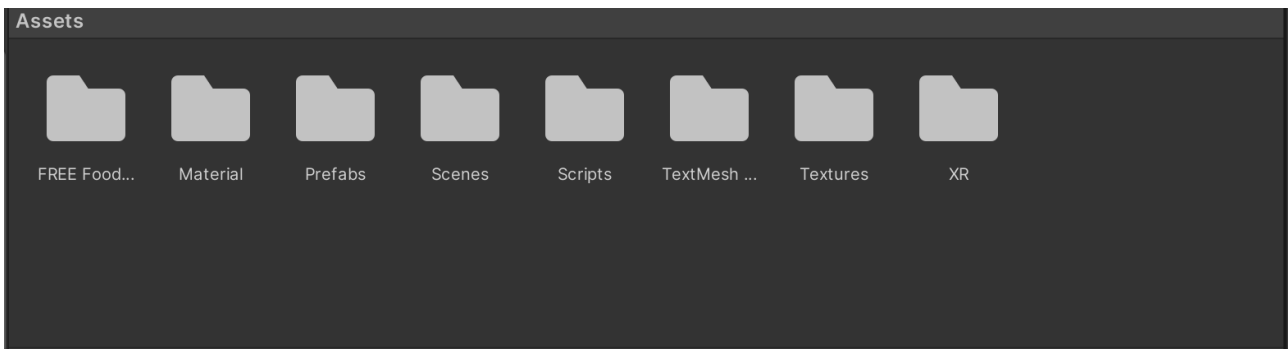 Assets
FREE Food...
Material
Prefabs
Scenes
Scripts
TextMesh ...
Textures
XR